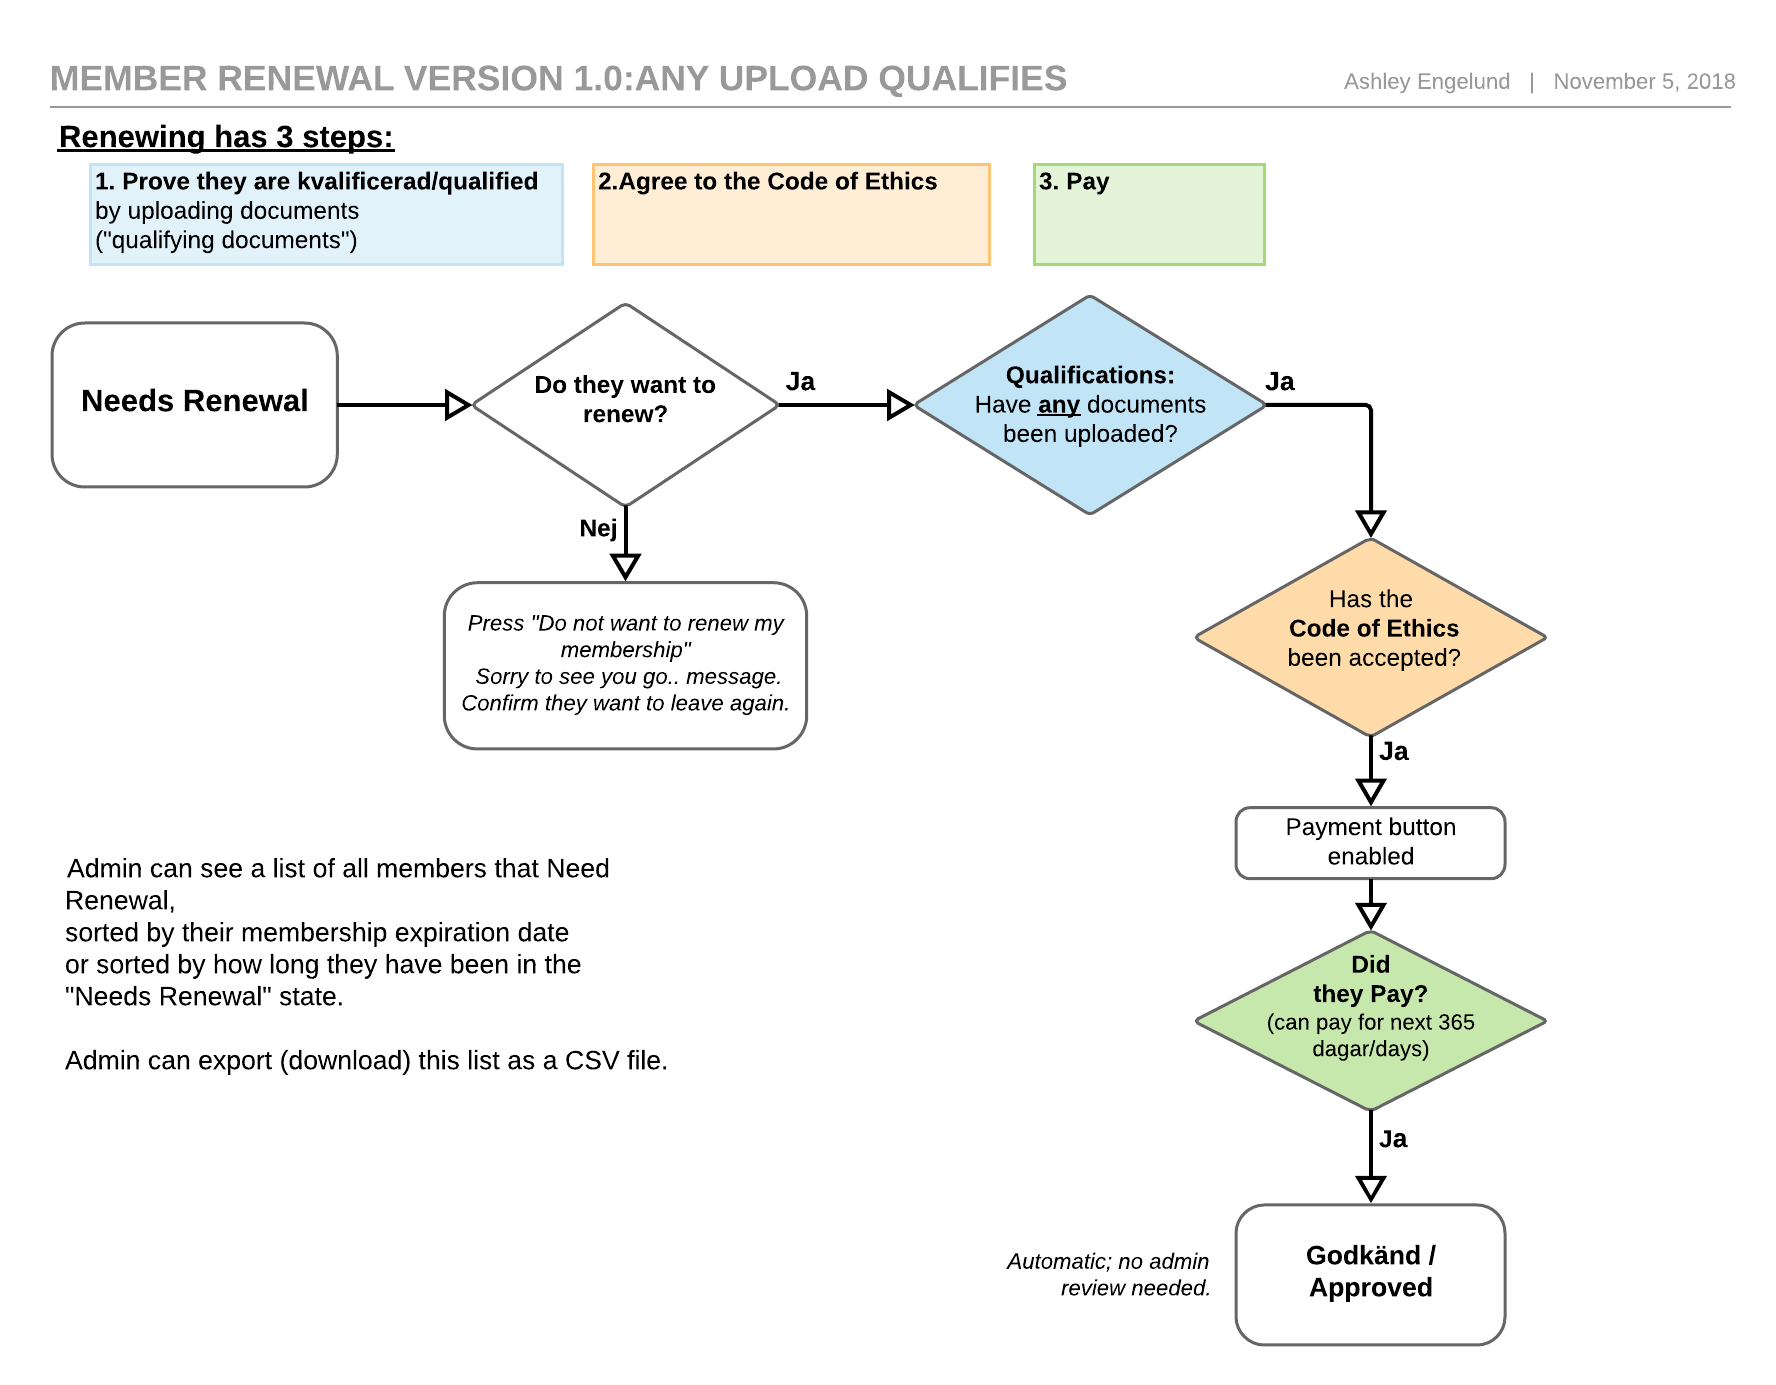 MEMBER RENEWAL VERSION 1.0:ANY UPLOAD QUALIFIES
Ashley Engelund | November 5, 2018
Renewing has 3 steps:
1. Prove they are kvalificerad/qualified
by uploading documents
("qualifying documents")
2.Agree to the Code of Ethics
3. Pay
Needs Renewal
Do they want to
renew?
Ja
Qualifications:
Have any documents
been uploaded?
Ja
Nej
Press "Do not want to renew my
membership"
Sorry to see you go.. message.
Confirm they want to leave again.
Has the
Code of Ethics
been accepted?
Ja
Payment button
enabled
Did
they Pay?
(can pay for next 365
dagar/days)
Ja
Godkänd /
Approved
Automatic; no admin
review needed.
Admin can see a list of all members that Need
Renewal,
sorted by their membership expiration date
or sorted by how long they have been in the
"Needs Renewal" state.
Admin can export (download) this list as a CSV file.